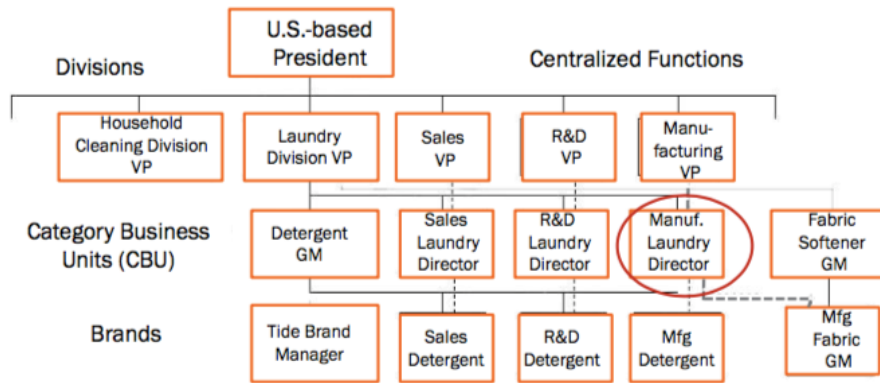 U.S.-based
President
Divisions
Centralized Functions
Household
Cleaning Division
VP
Laundry
Division VP
Sales
VP
R&D
VP
Manu-
facturing
VP
Category Business
Units (CBU)
Detergent
GM
Sales
Laundry
Director
R&D
Laundry
Director
Manuf.
Laundry
Director
Fabric
Softener
GM
Brands
Tide Brand
Manager
Sales
Detergent
R&D
Detergent
Mfg
Detergent
Mfg
Fabric
GM